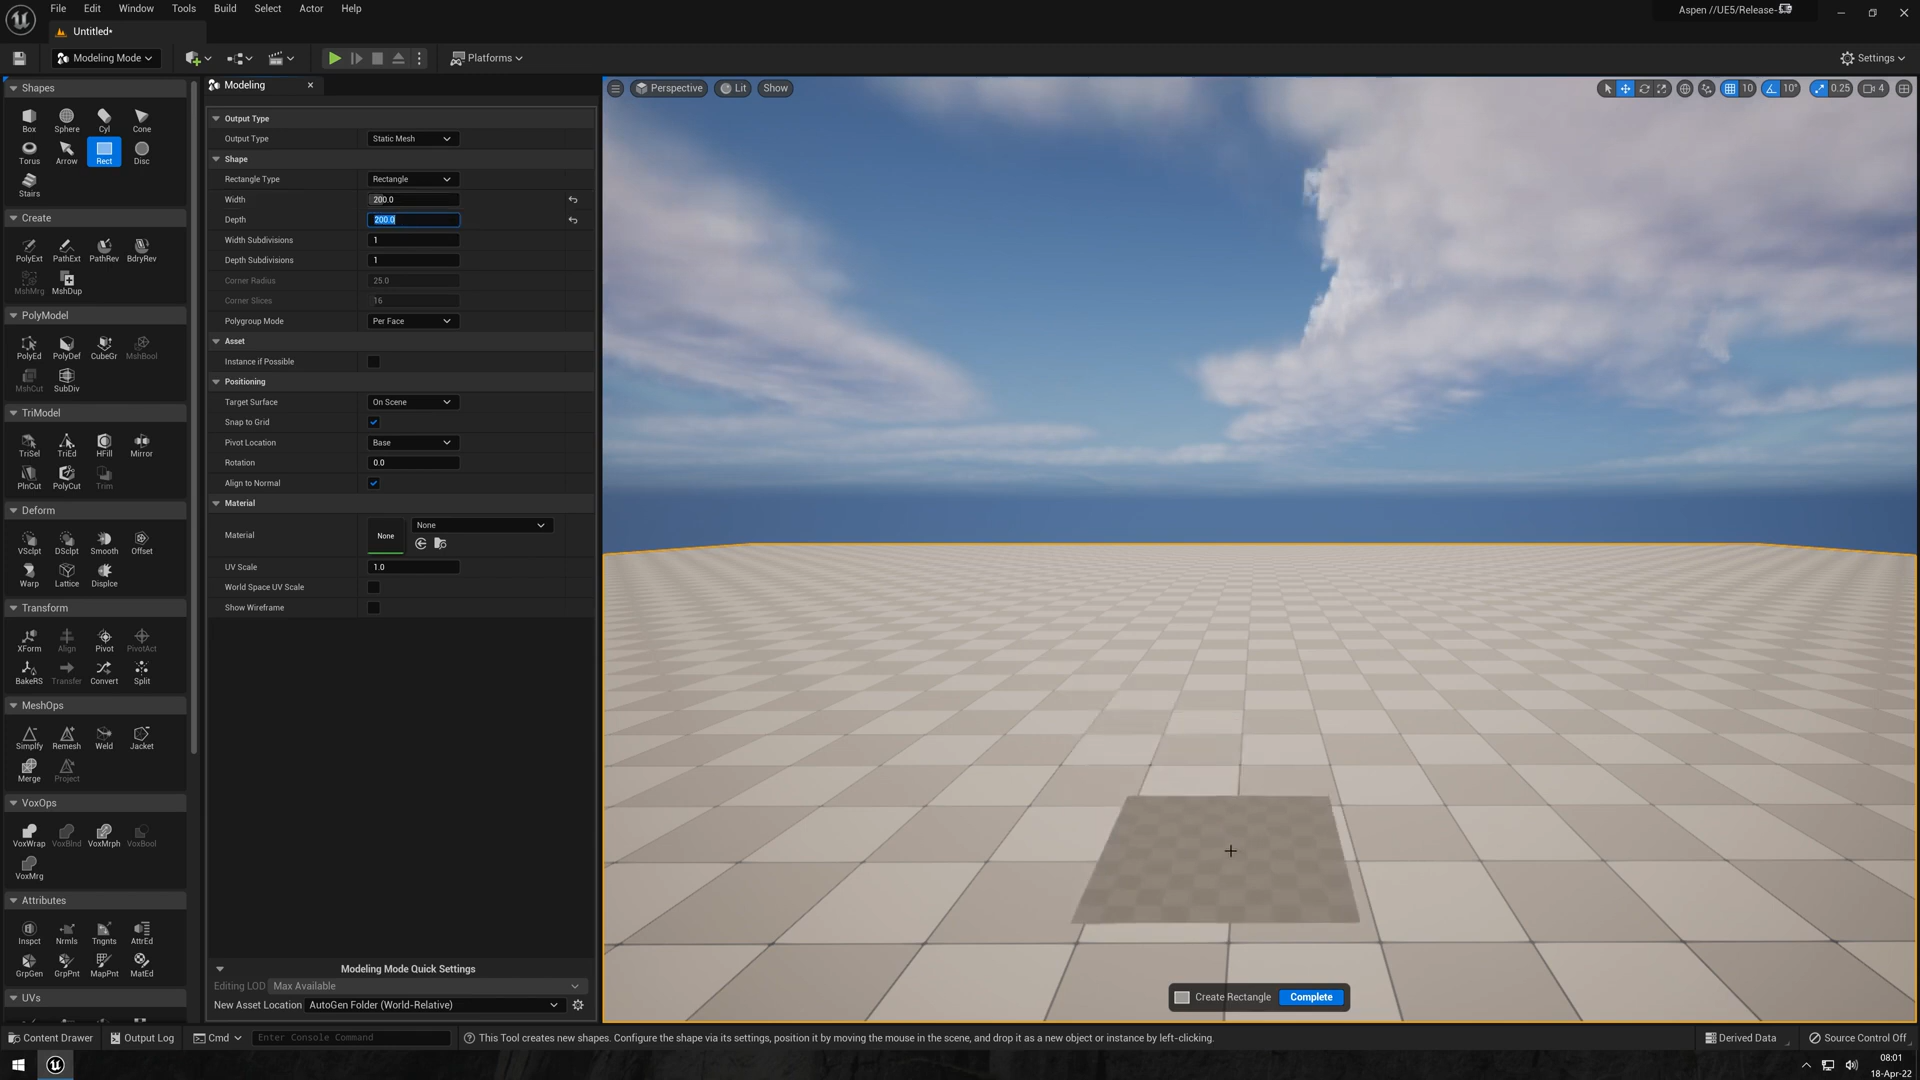 File Edit Window Tools Build Select Actor Help
Aspen //UE5/Release-
Untitled*
Modeling Mode
Platforms
Settings
Shapes
Box Sphere Cyl Cone
Torus Arrow Rect Disc
Stairs
Create
PolyExt PathExt PathRev BdryRev
MshMrg MshDup
PolyModel
PolyEd PolyDef CubeGr MshBool
MshCut SubDiv
TriModel
TriSel TriEd HFill Mirror
PlnCut PolyCut Trim
Deform
VSclpt DSclpt Smooth Offset
Warp Lattice Displce
Transform
XForm Align Pivot PivotAct
BakeRS Transfer Convert Split
MeshOps
Simplfy Remesh Weld Jacket
Merge Project
VoxOps
VoxWrap VoxBlnd VoxMrph VoxBool
VoxMrg
Attributes
Inspct Nrmls Tngnts AttrEd
GrpGen GrpPnt MapPnt MatEd
UVs
Modeling
Output Type
Output Type Static Mesh
Shape
Rectangle Type Rectangle
Width 200.0
Depth 200.0
Width Subdivisions 1
Depth Subdivisions 1
Corner Radius 25.0
Corner Slices 16
Polygroup Mode Per Face
Asset
Instance if Possible
Positioning
Target Surface On Scene
Snap to Grid
Pivot Location Base
Rotation 0.0
Align to Normal
Material
Material None None
UV Scale 1.0
World Space UV Scale
Show Wireframe
Modeling Mode Quick Settings
Editing LOD Max Available
New Asset Location AutoGen Folder (World-Relative)
Perspective Lit Show
10 10° 0.25 4
Create Rectangle Complete
Content Drawer Output Log Cmd Enter Console Command
This Tool creates new shapes. Configure the shape via its settings, position it by moving the mouse in the scene, and drop it as a new object or instance by left-clicking.
Derived Data Source Control Off
08:01
18-Apr-22